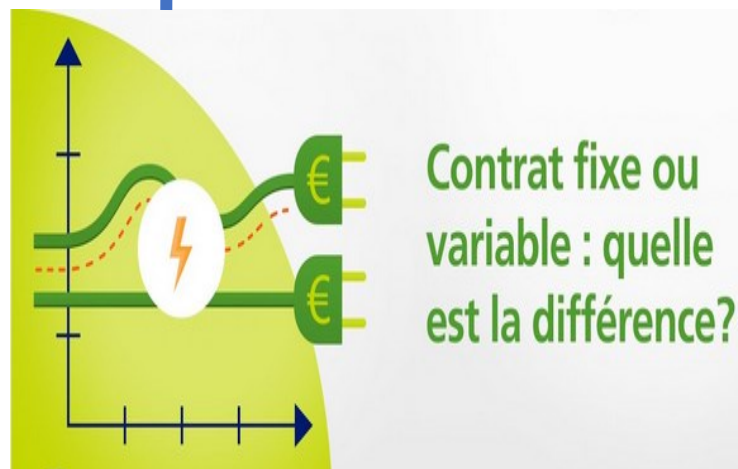 €
€
Contrat fixe ou
variable : quelle
est la différence?